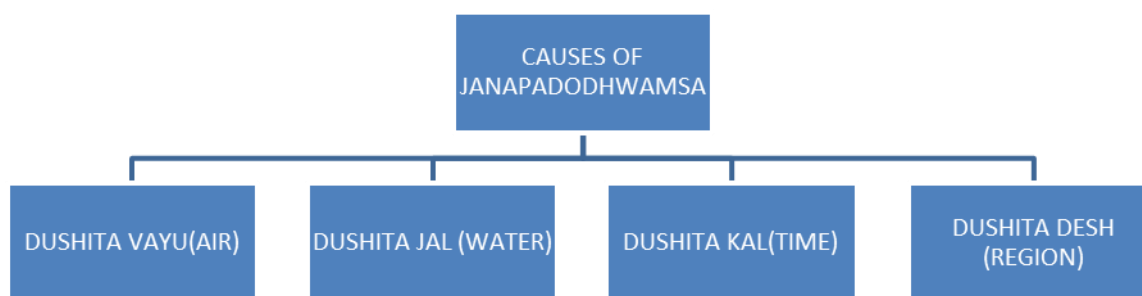 CAUSES OF
JANAPADODHWAMSA
DUSHITA VAYU(AIR)
DUSHITA JAL (WATER)
DUSHITA KAL(TIME)
DUSHITA DESH
(REGION)